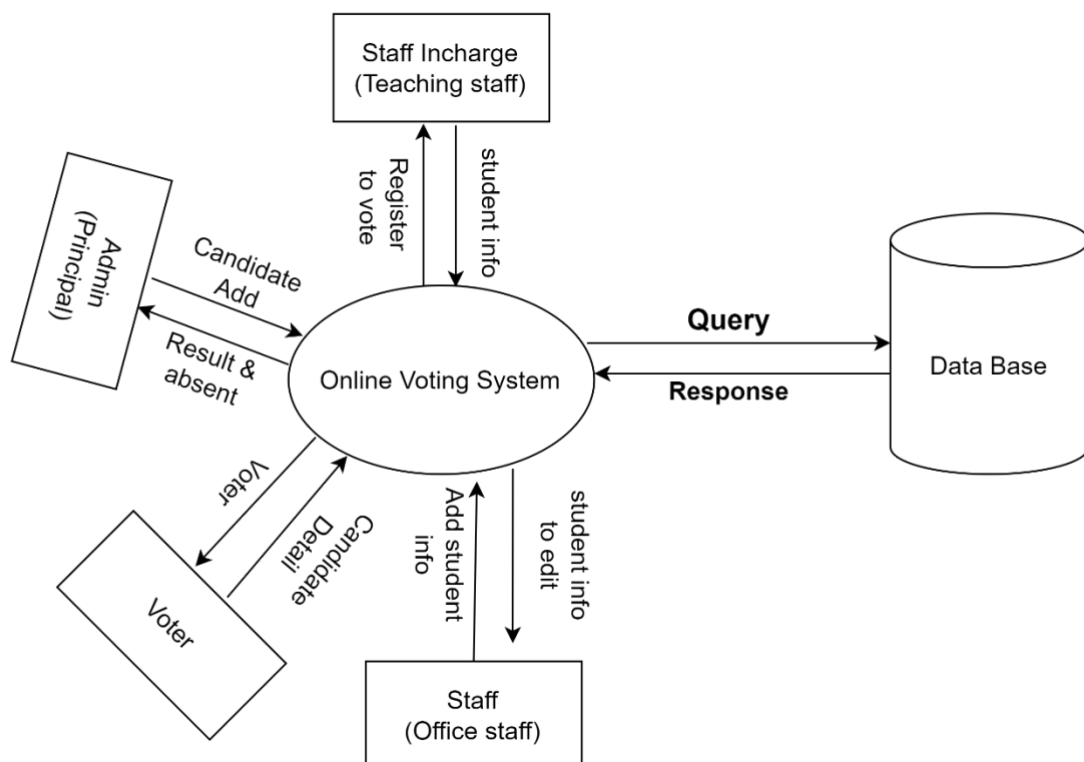 Staff Incharge
(Teaching staff)
Register
to vote
student info
Admin
(Principal)
Candidate
Add
Result &
absent
Online Voting System
Query
Response
Data Base
Voter
Candidate
Detail
Voter
Add student
info
student info
to edit
Staff
(Office staff)